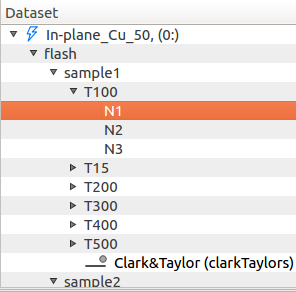 Dataset
In-plane_Cu_50, (0:)
flash
sample1
T100
N1
N2
N3
T15
T200
T300
T400
T500
Clark&Taylor (clarkTaylors)
sample2